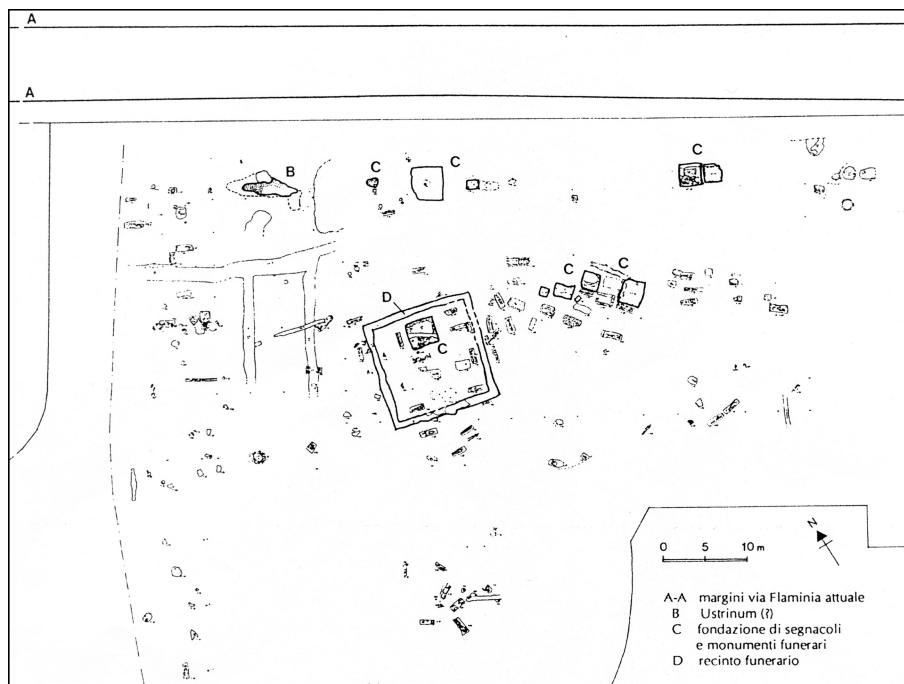 A
A
B
C
C
C
C
C
D
C
N
0 5 10 m
A-A margini via Flaminia attuale
B Ustrinum (?)
C fondazione di segnacoli
e monumenti funerari
D recinto funerario